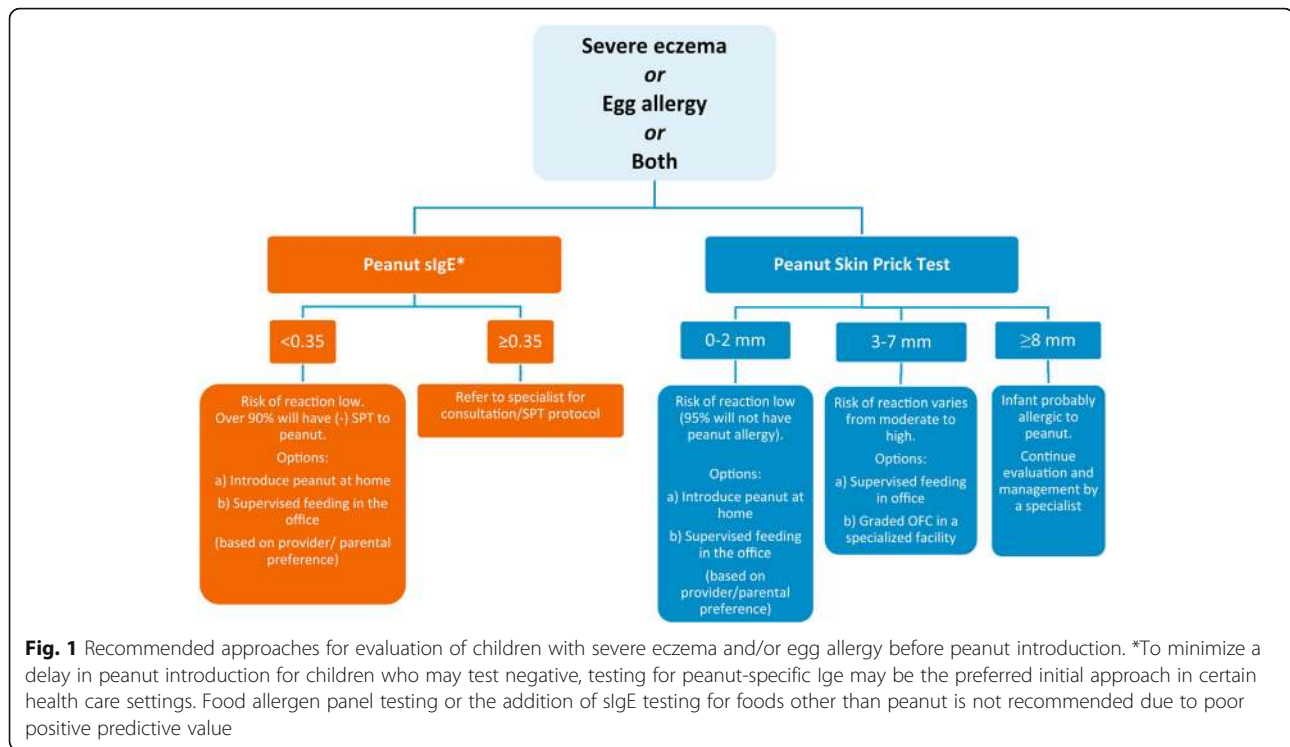 Severe eczema
or
Egg allergy
or
Both
Peanut sIgE*
Peanut Skin Prick Test
<0.35
≥0.35
0-2 mm
3-7 mm
≥8 mm
Risk of reaction low.
Over 90% will have (-) SPT to
peanut.
Options:
a) Introduce peanut at home
b) Supervised feeding in the
office
(based on provider/ parental
preference)
Refer to specialist for
consultation/SPT protocol
Risk of reaction low
(95% will not have
peanut allergy).
Options:
a) Introduce peanut at
home
b) Supervised feeding
in the office
(based on
provider/parental
preference)
Risk of reaction varies
from moderate to
high.
Options:
a) Supervised feeding
in office
b) Graded OFC in a
specialized facility
Infant probably
allergic to
peanut.
Continue
evaluation and
management by
a specialist
Fig. 1 Recommended approaches for evaluation of children with severe eczema and/or egg allergy before peanut introduction. *To minimize a
delay in peanut introduction for children who may test negative, testing for peanut-specific Ige may be the preferred initial approach in certain
health care settings. Food allergen panel testing or the addition of sIgE testing for foods other than peanut is not recommended due to poor
positive predictive value